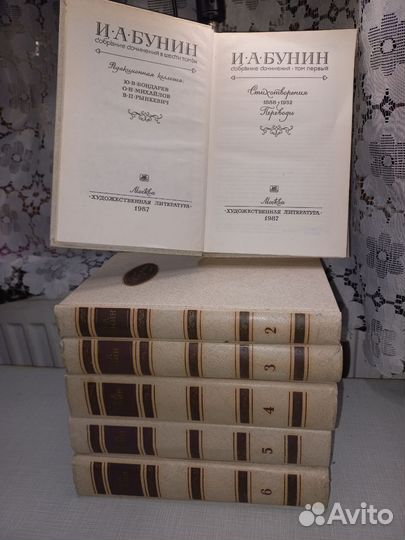 И·А·БУНИН
собрание сочинений в шести томах
Редакционная коллегия:
Ю·В·БОНДАРЕВ
О·Н·МИХАЙЛОВ
В·П·РЫНКЕВИЧ
Москва
«ХУДОЖЕСТВЕННАЯ ЛИТЕРАТУРА»
1987
И·А·БУНИН
собрание сочинений · том первый
Стихотворения
1888–1952
Переводы
Москва
«ХУДОЖЕСТВЕННАЯ ЛИТЕРАТУРА»
1987
2
3
4
5
6
Avito